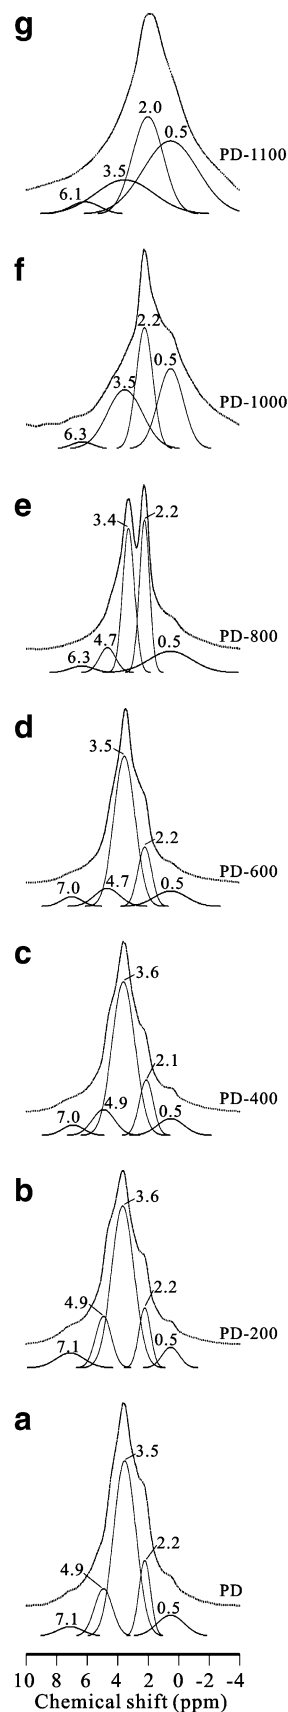 g
2.0
0.5
3.5
6.1
PD-1100
f
2.2
0.5
3.5
6.3
PD-1000
e
3.4
2.2
4.7
0.5
6.3
PD-800
d
3.5
2.2
7.0
4.7
0.5
PD-600
c
3.6
2.1
7.0
4.9
0.5
PD-400
b
3.6
2.2
4.9
7.1
0.5
PD-200
a
3.5
2.2
4.9
7.1
0.5
PD
10 8 6 4 2 0 -2 -4
Chemical shift (ppm)